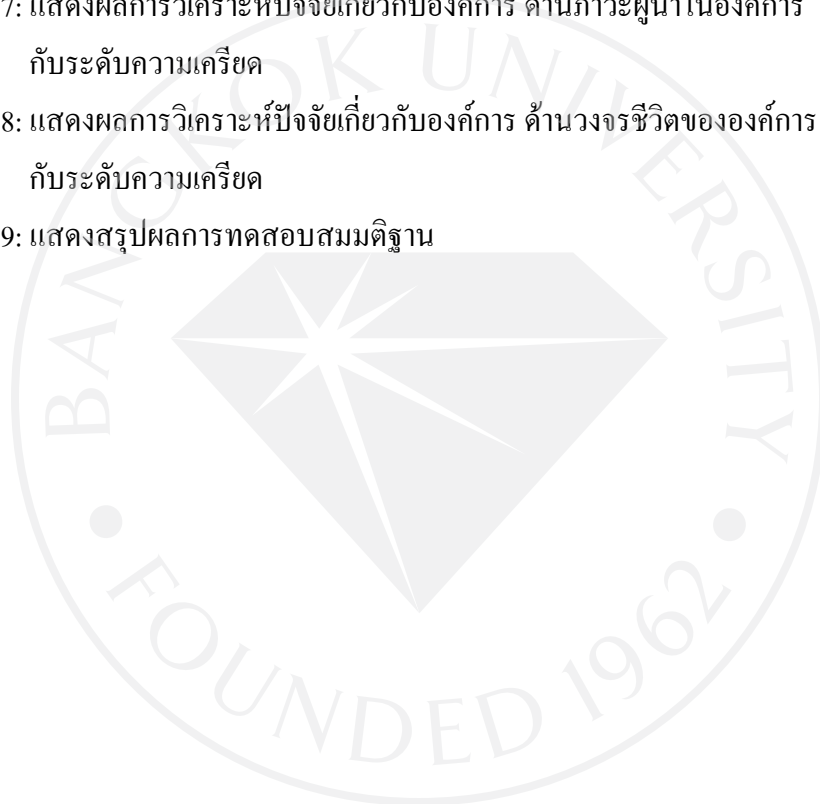 7: แสดงผลการวิเคราะห์ปัจจัยเกี่ยวกับองค์การ ด้านภาวะผู้นำในองค์การ
กับระดับความเครียด
8: แสดงผลการวิเคราะห์ปัจจัยเกี่ยวกับองค์การ ด้านวงจรชีวิตขององค์การ
กับระดับความเครียด
9: แสดงสรุปผลการทดสอบสมมติฐาน
BANGKOK UNIVERSITY
FOUNDED 1962